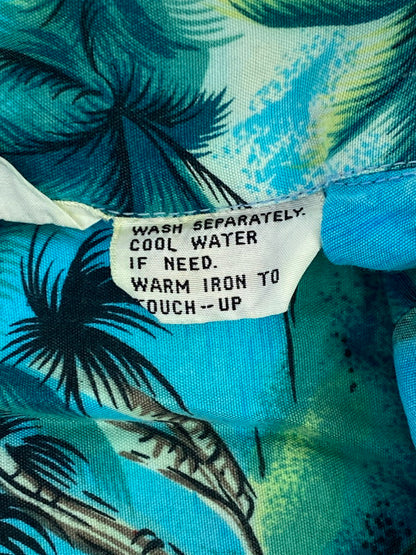 WASH SEPARATELY.
COOL WATER
IF NEED.
WARM IRON TO
TOUCH--UP